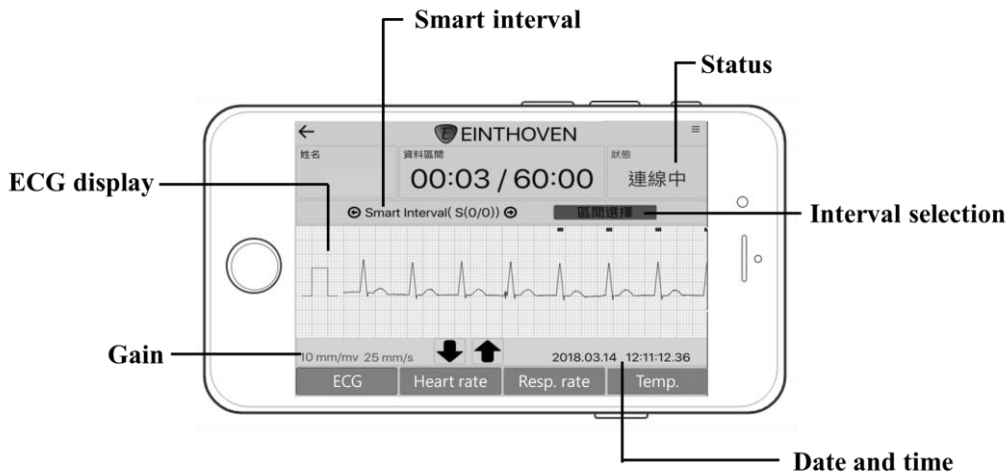 Smart interval
Status
ECG display
Interval selection
Gain
Date and time
EINTHOVEN
姓名
資料區間
00:03 / 60:00
狀態
連線中
Smart Interval( S(0/0))
區間選擇
10 mm/mv 25 mm/s
2018.03.14 12:11:12.36
ECG
Heart rate
Resp. rate
Temp.